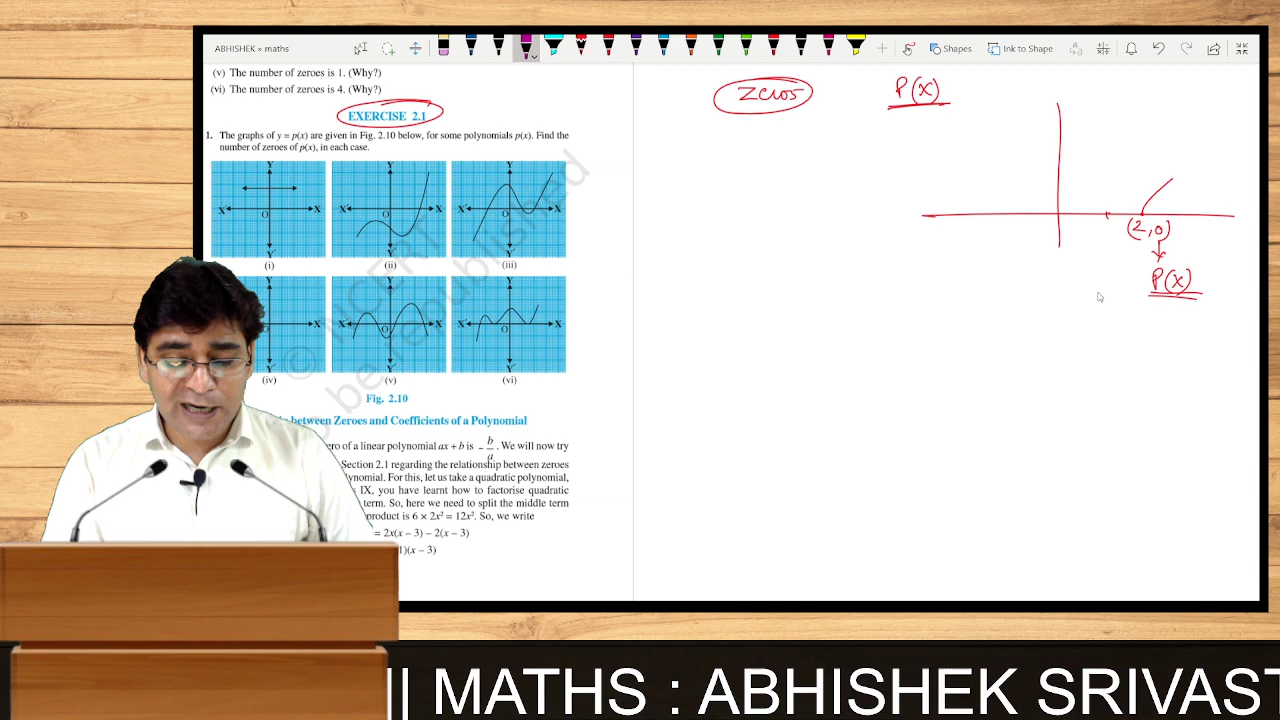 ABHISHEK » maths
Shapes
Ink to Shape
(v) The number of zeroes is 1. (Why?)
(vi) The number of zeroes is 4. (Why?)
EXERCISE 2.1
1. The graphs of y = p(x) are given in Fig. 2.10 below, for some polynomials p(x). Find the
number of zeroes of p(x), in each case.
Y Y Y
X' O X X' O X X' O X
Y' Y' Y'
(i) (ii) (iii)
X X' O X X' O X
Y' Y'
(iv) (v) (vi)
Fig. 2.10
between Zeroes and Coefficients of a Polynomial
zero of a linear polynomial ax + b is – b/a. We will now try
Section 2.1 regarding the relationship between zeroes
For this, let us take a quadratic polynomial,
IX, you have learnt how to factorise quadratic
term. So, here we need to split the middle term
product is 6 × 2x² = 12x². So, we write
= 2x(x – 3) – 2(x – 3)
1)(x – 3)
© NCERT
be republished
zeros
P(x)
(2,0)
P(x)
|| MATHS : ABHISHEK SRIVAST